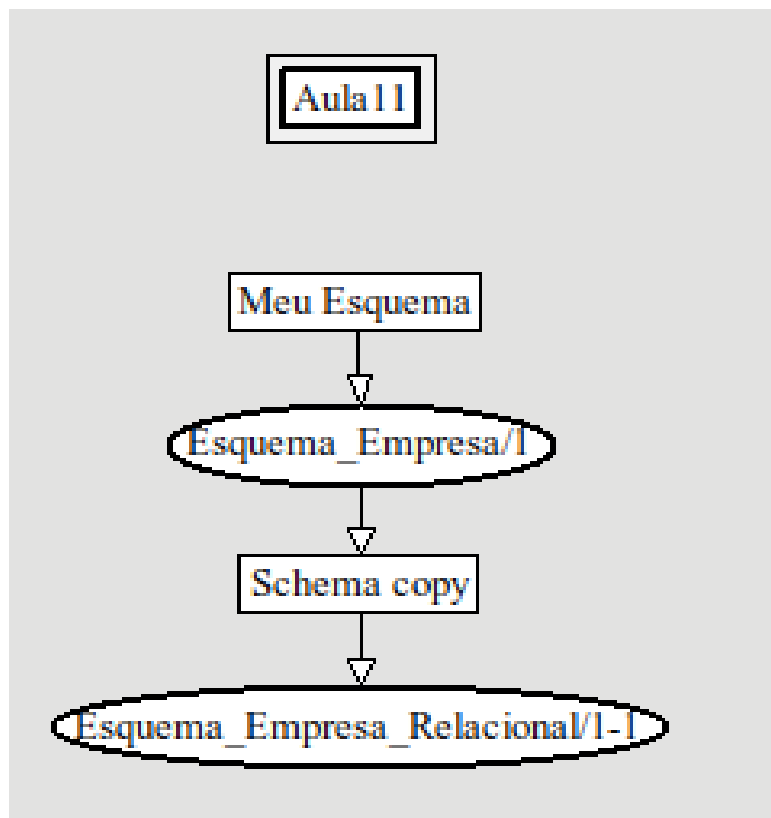 Aula11
Meu Esquema
Esquema_Empresa/1
Schema copy
Esquema_Empresa_Relacional/1-1